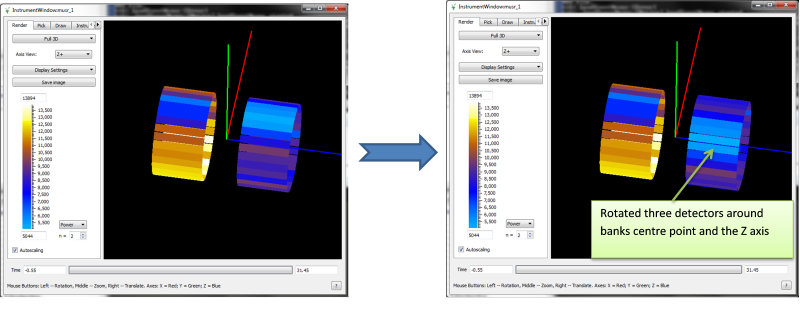 InstrumentWindow:musr_1
Render Pick Draw Instru
Full 3D
Axis View: Z+
Display Settings
Save image
13894
13,500
13,000
12,500
12,000
11,500
11,000
10,500
10,000
9,500
9,000
8,500
8,000
7,500
7,000
6,500
6,000
5,500
5044
Power
n = 2
Autoscaling
Time -0.55 31.45
Mouse Buttons: Left -- Rotation, Middle -- Zoom, Right -- Translate. Axes: X = Red; Y = Green; Z = Blue ?
InstrumentWindow:musr_1
Render Pick Draw Instru
Full 3D
Axis View: Z+
Display Settings
Save image
13894
13,500
13,000
12,500
12,000
11,500
11,000
10,500
10,000
9,500
9,000
8,500
8,000
7,500
7,000
6,500
6,000
5,500
5044
Power
n = 2
Autoscaling
Rotated three detectors around
banks centre point and the Z axis
Time -0.55 31.45
Mouse Buttons: Left -- Rotation, Middle -- Zoom, Right -- Translate. Axes: X = Red; Y = Green; Z = Blue ?